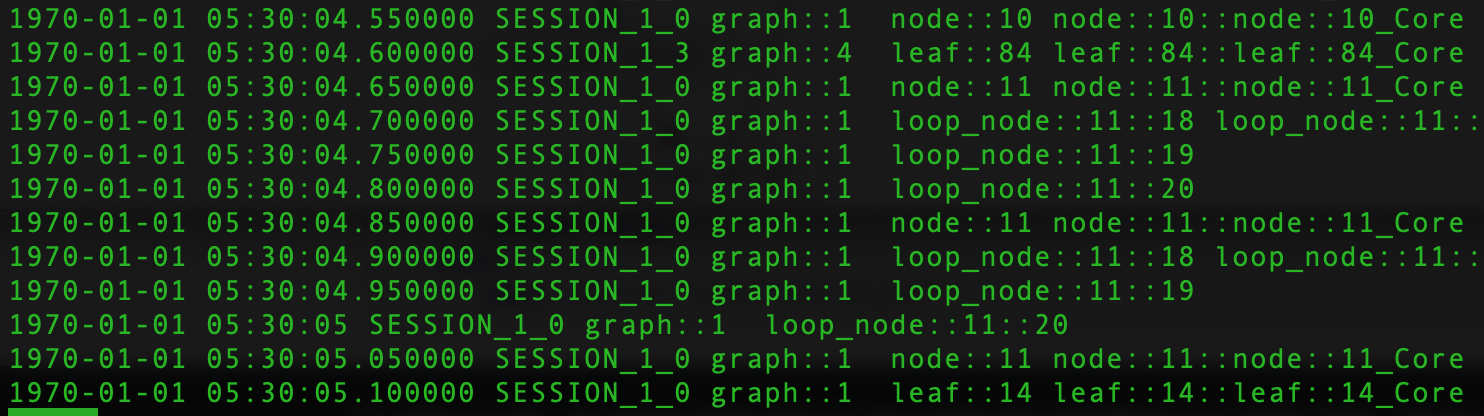 1970-01-01 05:30:04.550000 SESSION_1_0 graph::1  node::10 node::10::node::10_Core
1970-01-01 05:30:04.600000 SESSION_1_3 graph::4  leaf::84 leaf::84::leaf::84_Core
1970-01-01 05:30:04.650000 SESSION_1_0 graph::1  node::11 node::11::node::11_Core
1970-01-01 05:30:04.700000 SESSION_1_0 graph::1  loop_node::11::18 loop_node::11::
1970-01-01 05:30:04.750000 SESSION_1_0 graph::1  loop_node::11::19
1970-01-01 05:30:04.800000 SESSION_1_0 graph::1  loop_node::11::20
1970-01-01 05:30:04.850000 SESSION_1_0 graph::1  node::11 node::11::node::11_Core
1970-01-01 05:30:04.900000 SESSION_1_0 graph::1  loop_node::11::18 loop_node::11::
1970-01-01 05:30:04.950000 SESSION_1_0 graph::1  loop_node::11::19
1970-01-01 05:30:05 SESSION_1_0 graph::1  loop_node::11::20
1970-01-01 05:30:05.050000 SESSION_1_0 graph::1  node::11 node::11::node::11_Core
1970-01-01 05:30:05.100000 SESSION_1_0 graph::1  leaf::14 leaf::14::leaf::14_Core